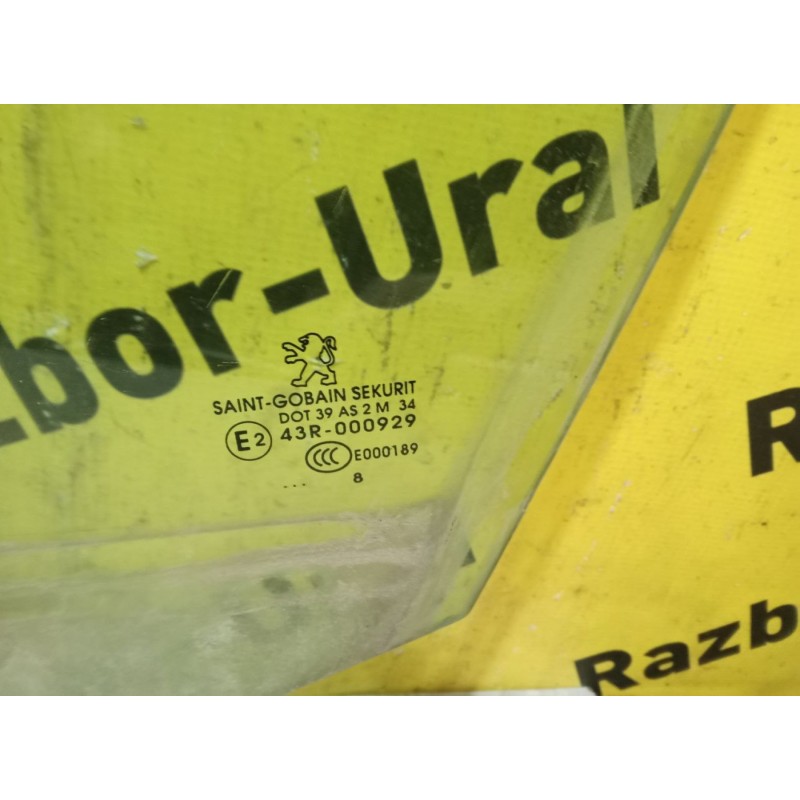 zbor-Ural
SAINT-GOBAIN SEKURIT
DOT 39 AS 2 M 34
E2 43R-000929
CCC E000189
... 8
R
Razb